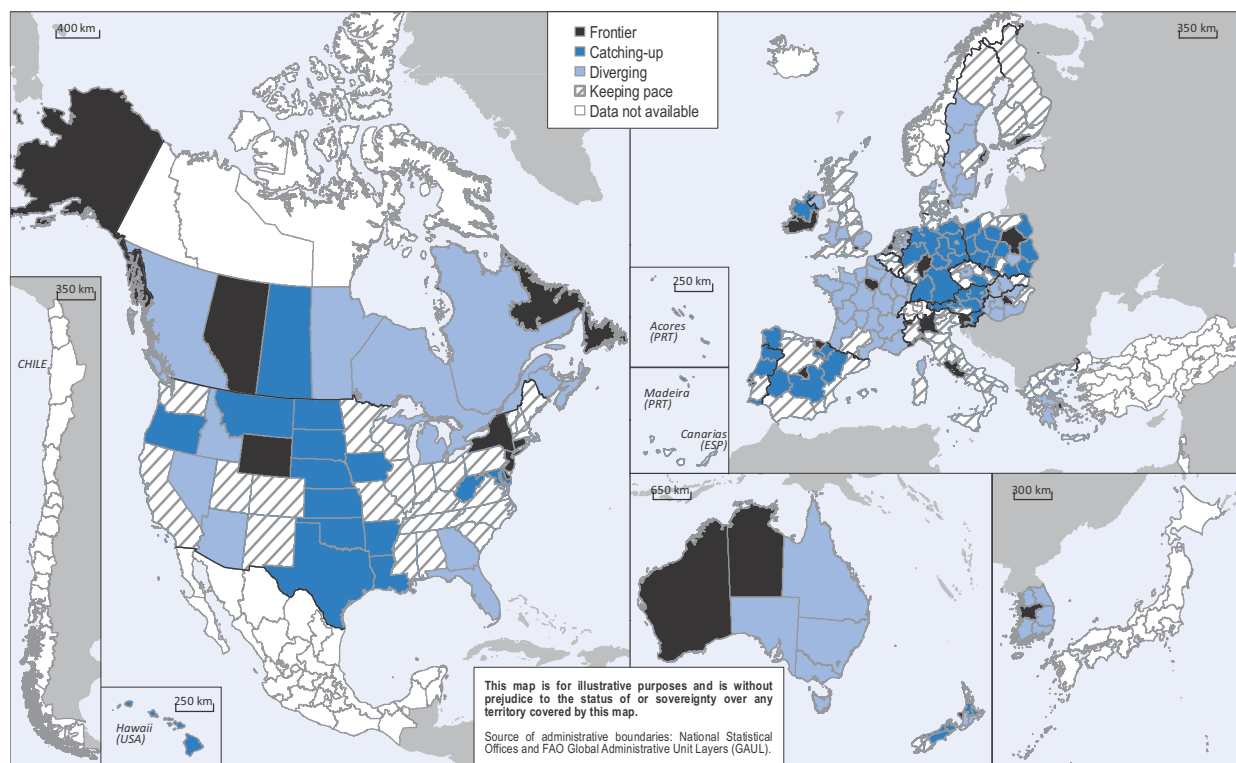 400 km
Frontier
Catching-up
Diverging
Keeping pace
Data not available
350 km
350 km
CHILE
250 km
Acores
(PRT)
Madeira
(PRT)
Canarias
(ESP)
650 km
300 km
250 km
Hawaii
(USA)
This map is for illustrative purposes and is without
prejudice to the status of or sovereignty over any
territory covered by this map.
Source of administrative boundaries: National Statistical
Offices and FAO Global Administrative Unit Layers (GAUL).